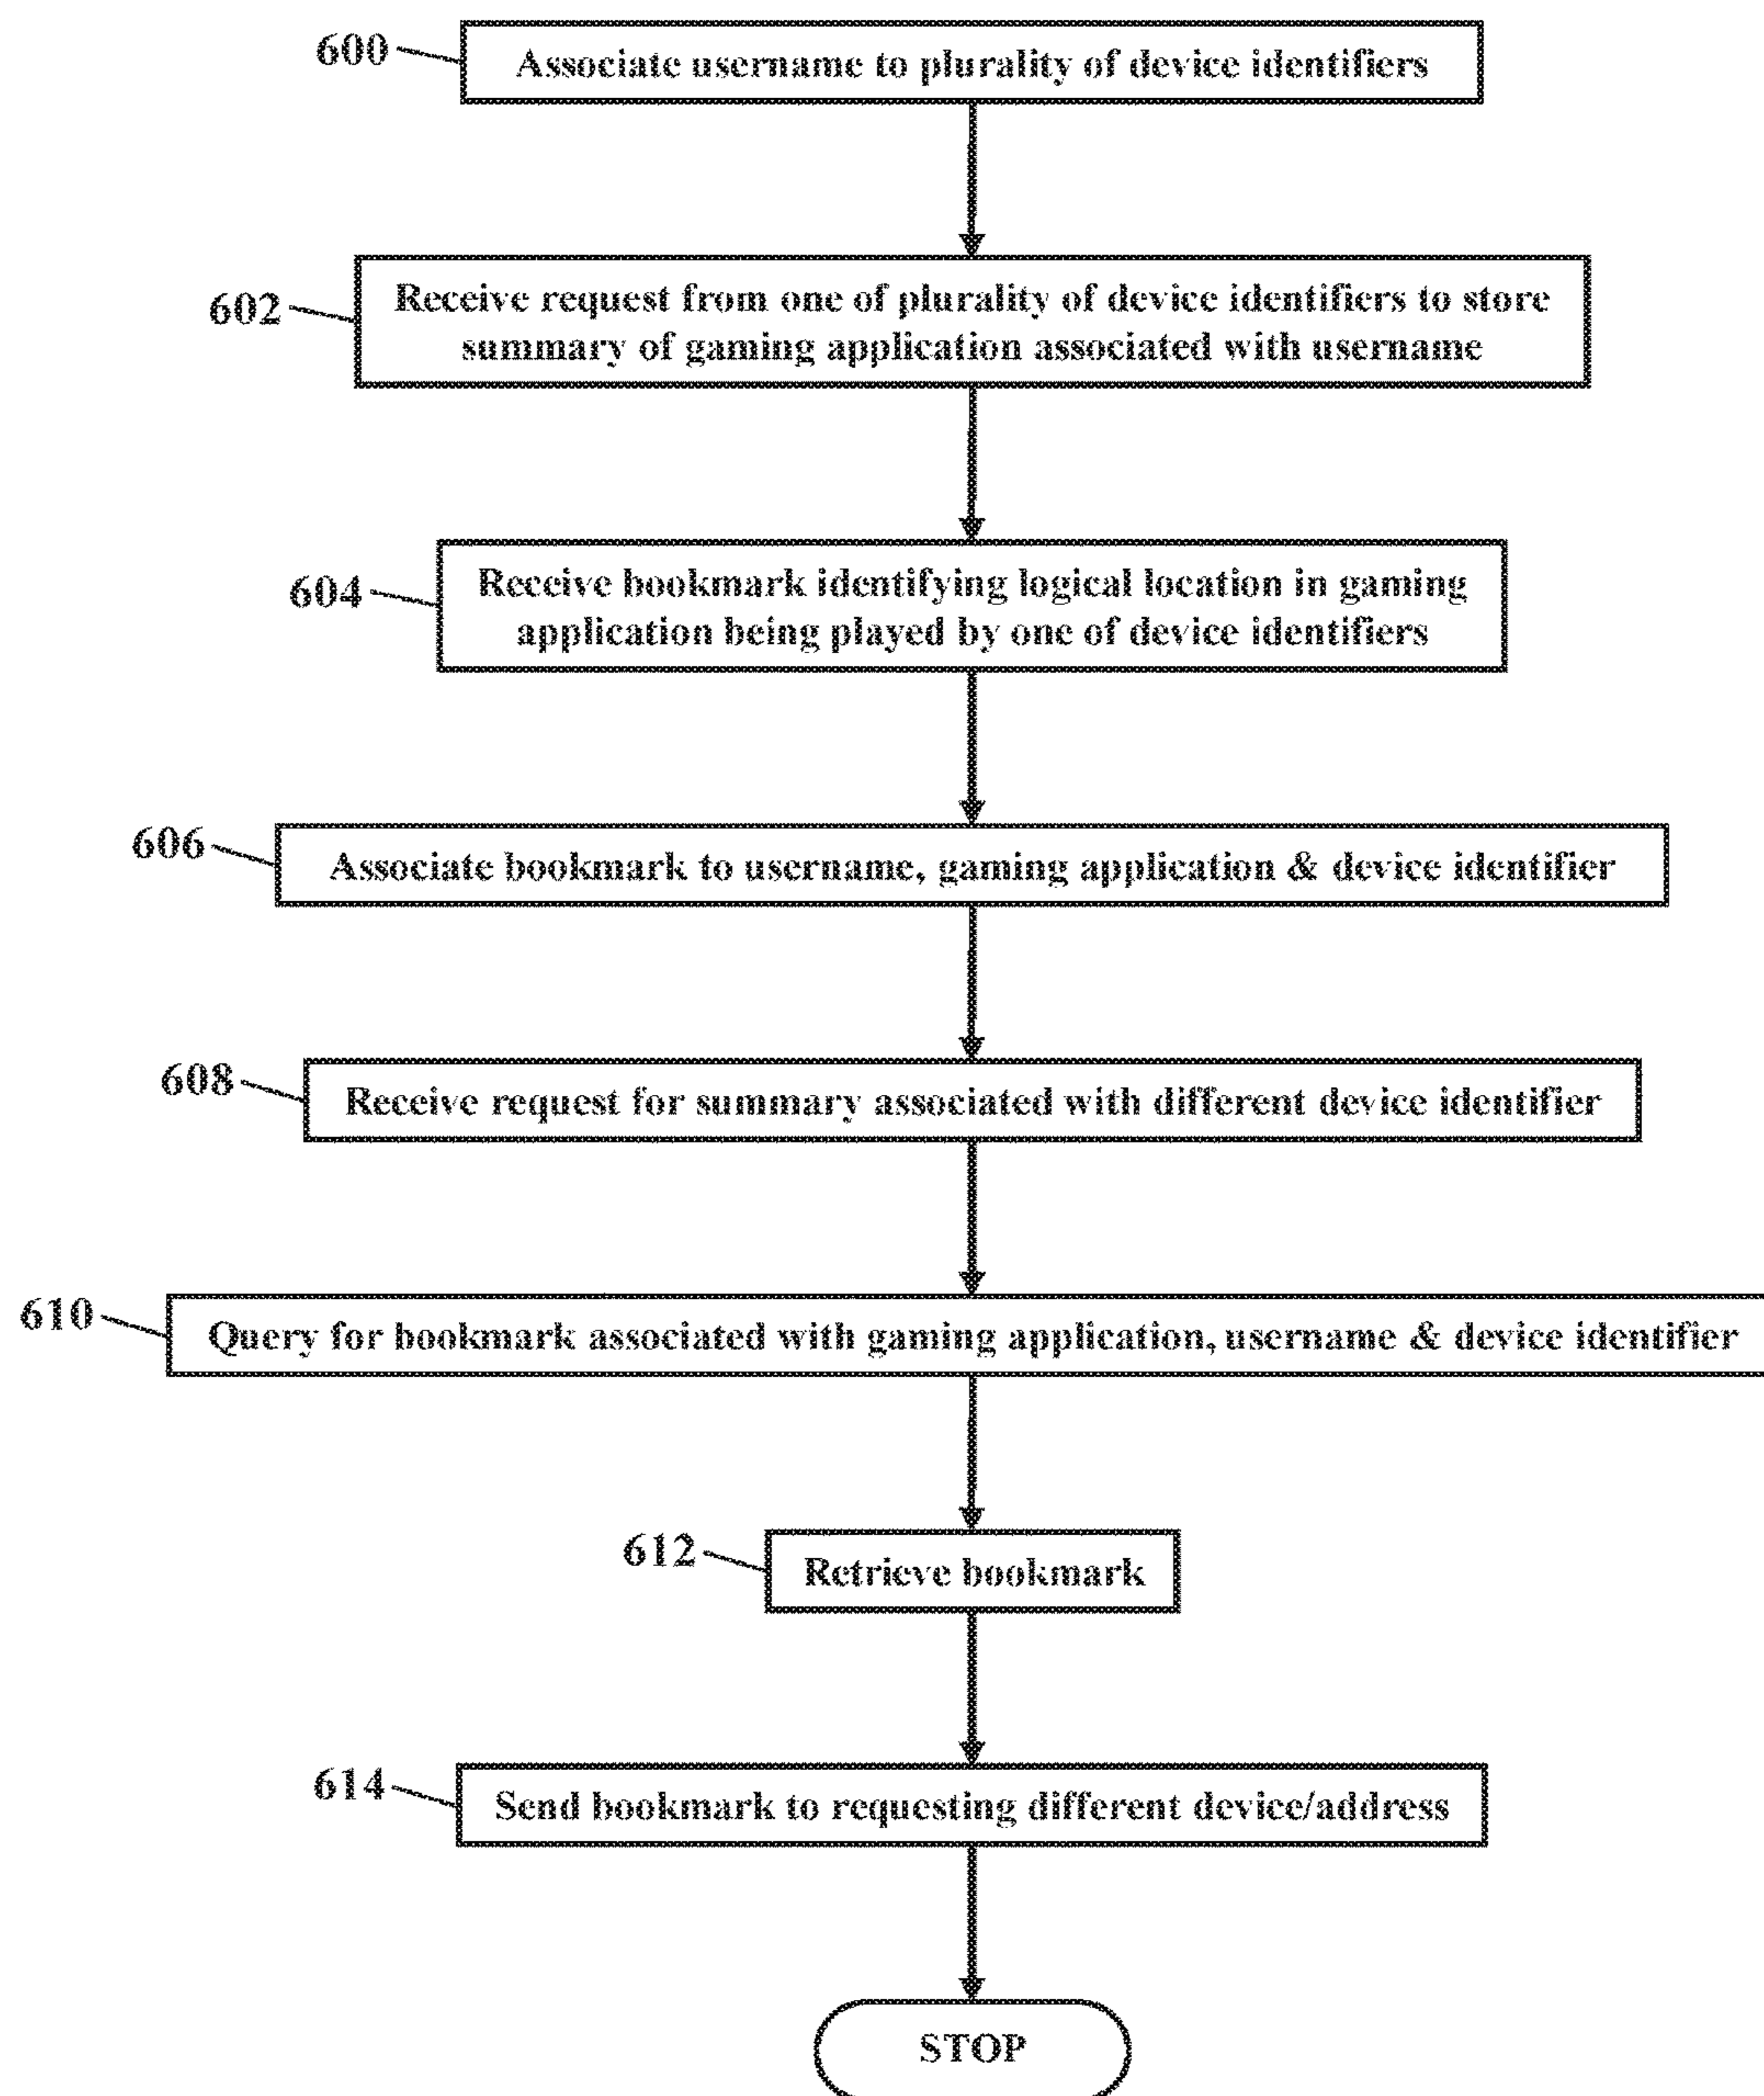 600
Associate username to plurality of device identifiers
602
Receive request from one of plurality of device identifiers to store
summary of gaming application associated with username
604
Receive bookmark identifying logical location in gaming
application being played by one of device identifiers
606
Associate bookmark to username, gaming application & device identifier
608
Receive request for summary associated with different device identifier
610
Query for bookmark associated with gaming application, username & device identifier
612
Retrieve bookmark
614
Send bookmark to requesting different device/address
STOP